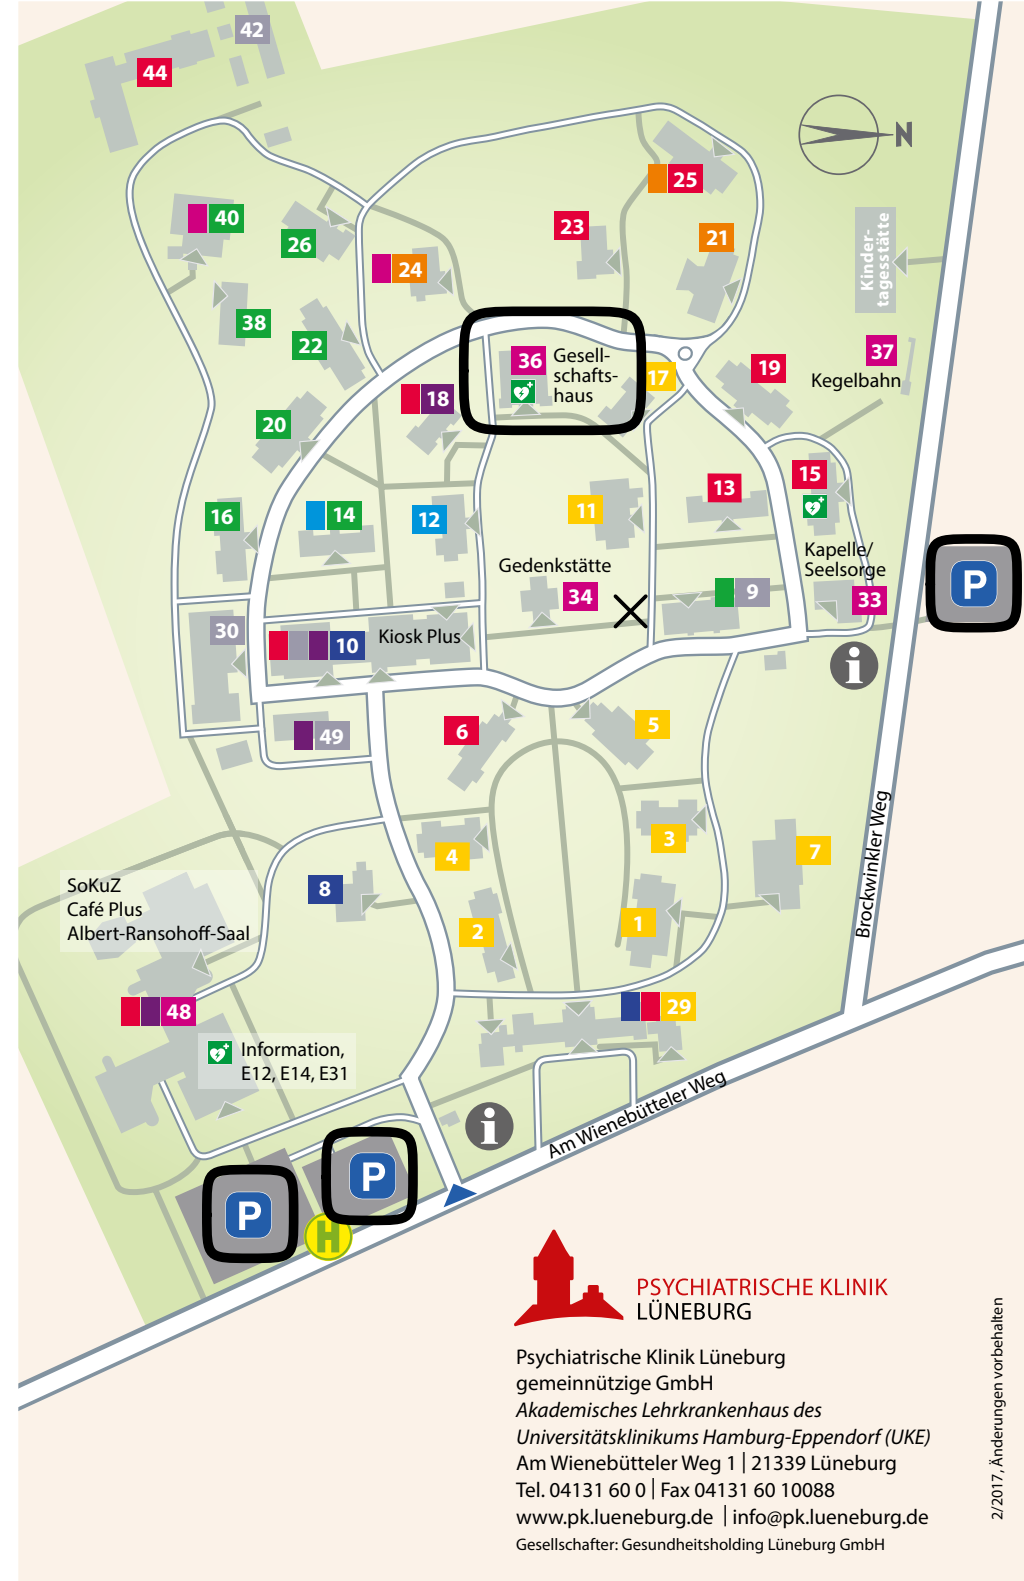 42
44
N
25
40
23
26
21
24
Kinder-
tagesstätte
38
22
36
Gesell-
schafts-
haus
37
Kegelbahn
19
17
18
20
15
13
16
14
12
11
Kapelle/
Seelsorge
Gedenkstätte
P
34
9
33
30
10
Kiosk Plus
i
49
6
5
3
4
7
8
SoKuZ
Café Plus
Albert-Ransohoff-Saal
2
1
Brockwinkler Weg
48
29
Information,
E12, E14, E31
i
Am Wienebütteler Weg
P
P
H
PSYCHIATRISCHE KLINIK
LÜNEBURG
Psychiatrische Klinik Lüneburg
gemeinnützige GmbH
Akademisches Lehrkrankenhaus des
Universitätsklinikums Hamburg-Eppendorf (UKE)
Am Wienebütteler Weg 1 | 21339 Lüneburg
Tel. 04131 60 0 | Fax 04131 60 10088
www.pk.lueneburg.de | info@pk.lueneburg.de
Gesellschafter: Gesundheitsholding Lüneburg GmbH
2/2017, Änderungen vorbehalten